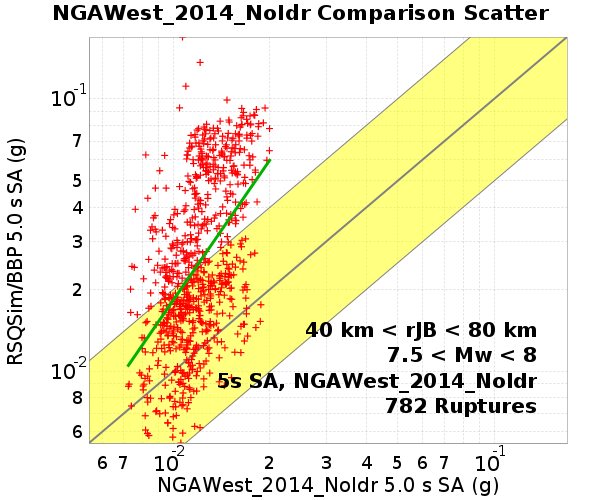 NGAWest_2014_NoIdr Comparison Scatter
RSQSim/BBP 5.0 s SA (g)
10⁻¹
7
5
4
3
2
10⁻²
8
6
40 km < rJB < 80 km
7.5 < Mw < 8
5s SA, NGAWest_2014_NoIdr
782 Ruptures
6 7 10⁻² 2 3 4 5 6 7 10⁻¹
NGAWest_2014_NoIdr 5.0 s SA (g)